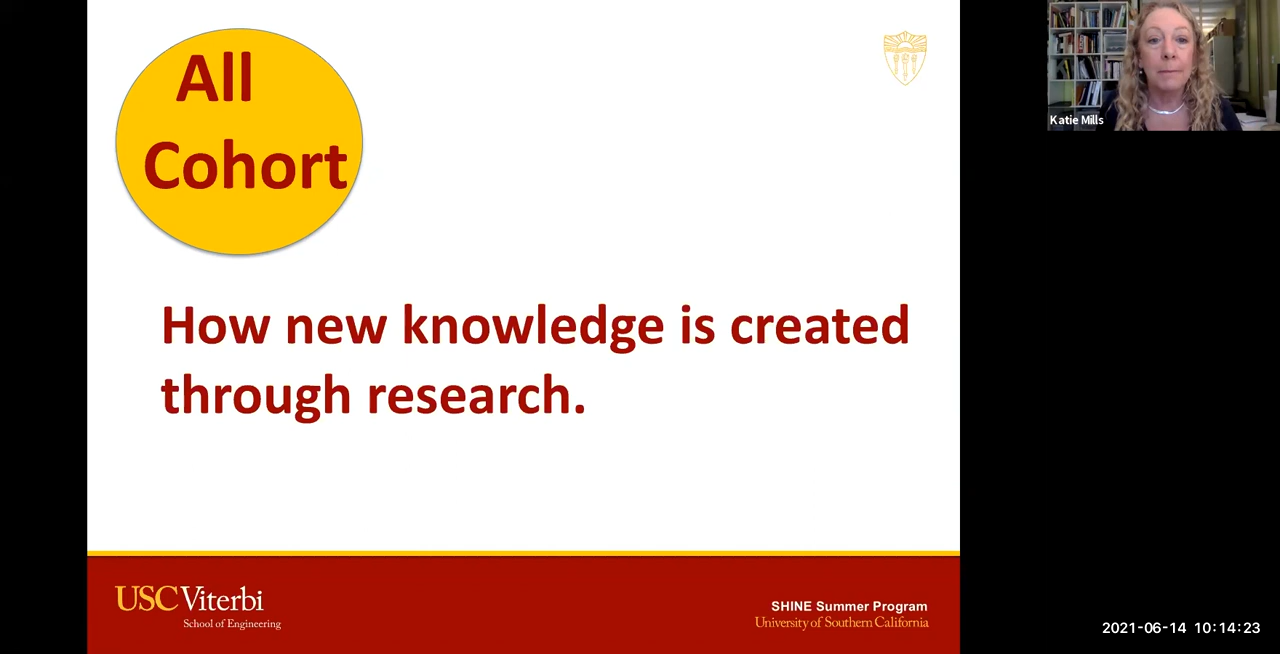 All
Cohort
Katie Mills
How new knowledge is created
through research.
USC Viterbi
School of Engineering
SHINE Summer Program
University of Southern California
2021-06-14 10:14:23